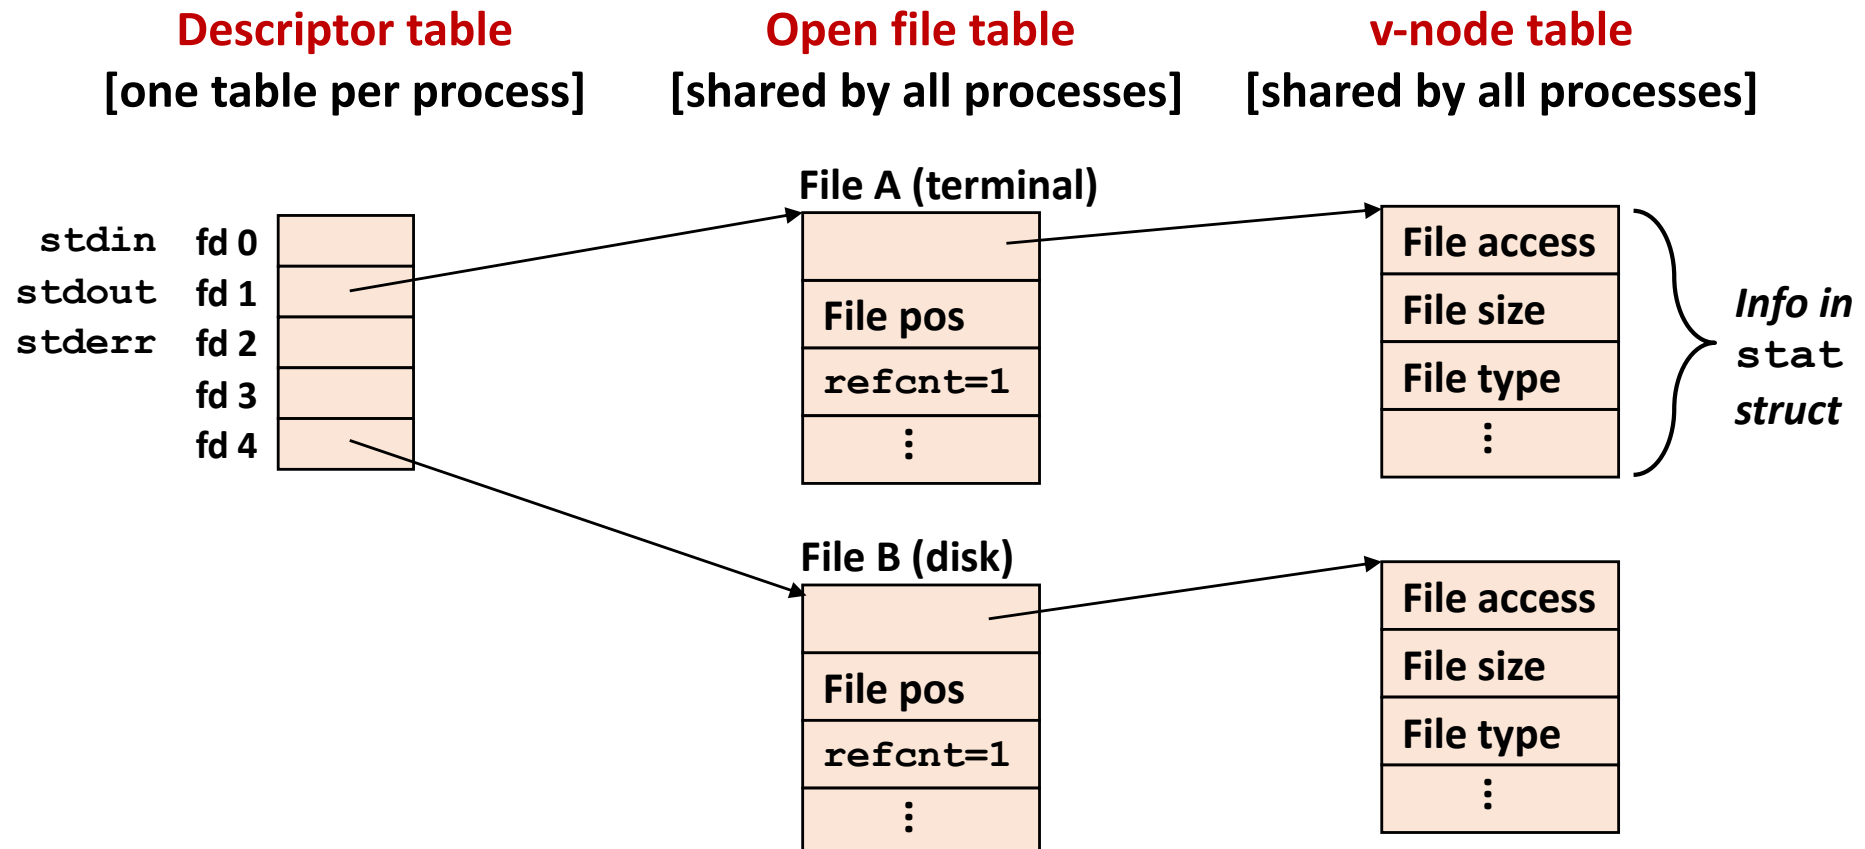 Descriptor table
[one table per process]
Open file table
[shared by all processes]
v-node table
[shared by all processes]
stdin fd 0
stdout fd 1
stderr fd 2
fd 3
fd 4
File A (terminal)
File pos
refcnt=1
⋮
File access
File size
File type
⋮
Info in
stat
struct
File B (disk)
File pos
refcnt=1
⋮
File access
File size
File type
⋮